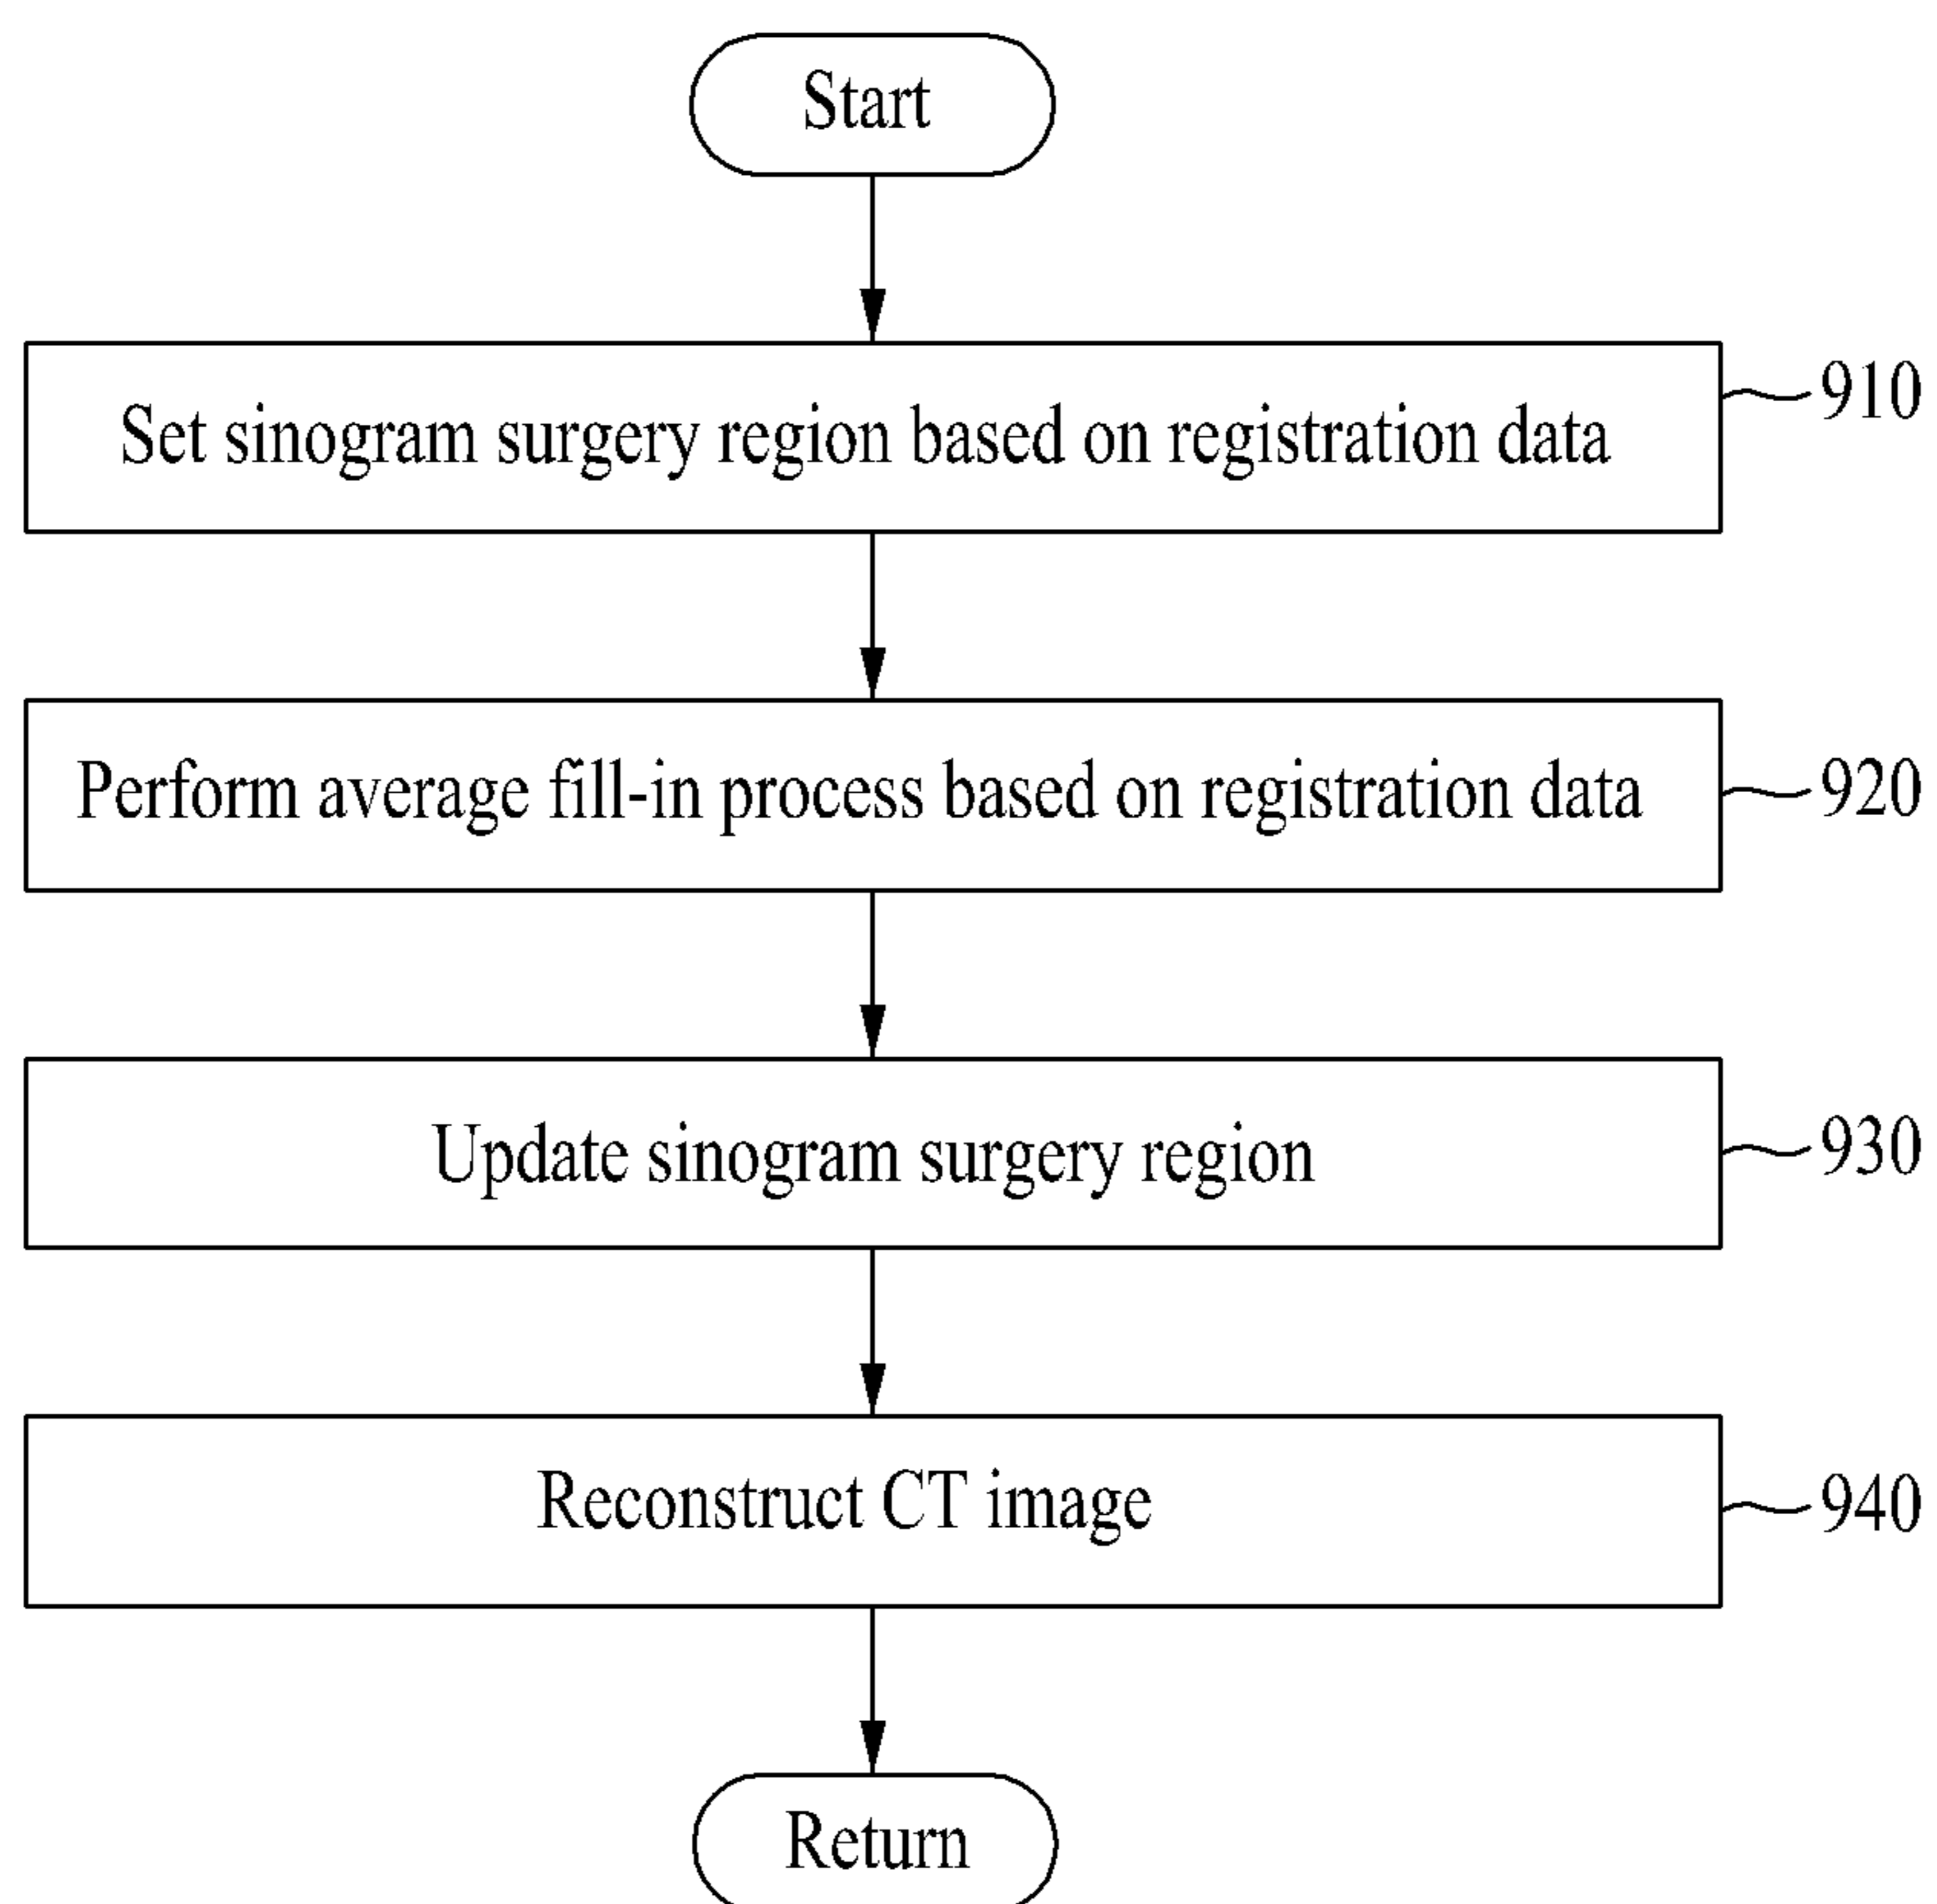 Start
Set sinogram surgery region based on registration data
910
Perform average fill-in process based on registration data
920
Update sinogram surgery region
930
Reconstruct CT image
940
Return